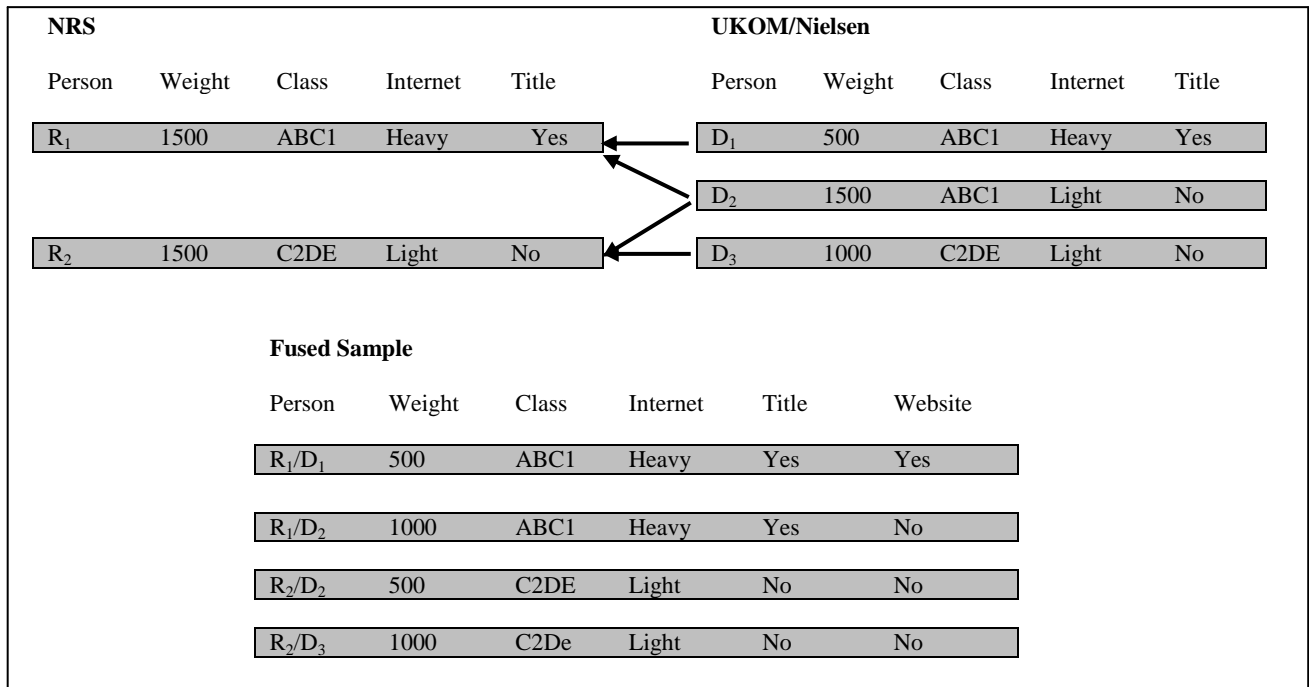 NRS UKOM/Nielsen
Person Weight Class Internet Title Person Weight Class Internet Title
R₁ 1500 ABC1 Heavy Yes D₁ 500 ABC1 Heavy Yes
D₂ 1500 ABC1 Light No
R₂ 1500 C2DE Light No D₃ 1000 C2DE Light No
Fused Sample
Person Weight Class Internet Title Website
R₁/D₁ 500 ABC1 Heavy Yes Yes
R₁/D₂ 1000 ABC1 Heavy Yes No
R₂/D₂ 500 C2DE Light No No
R₂/D₃ 1000 C2De Light No No